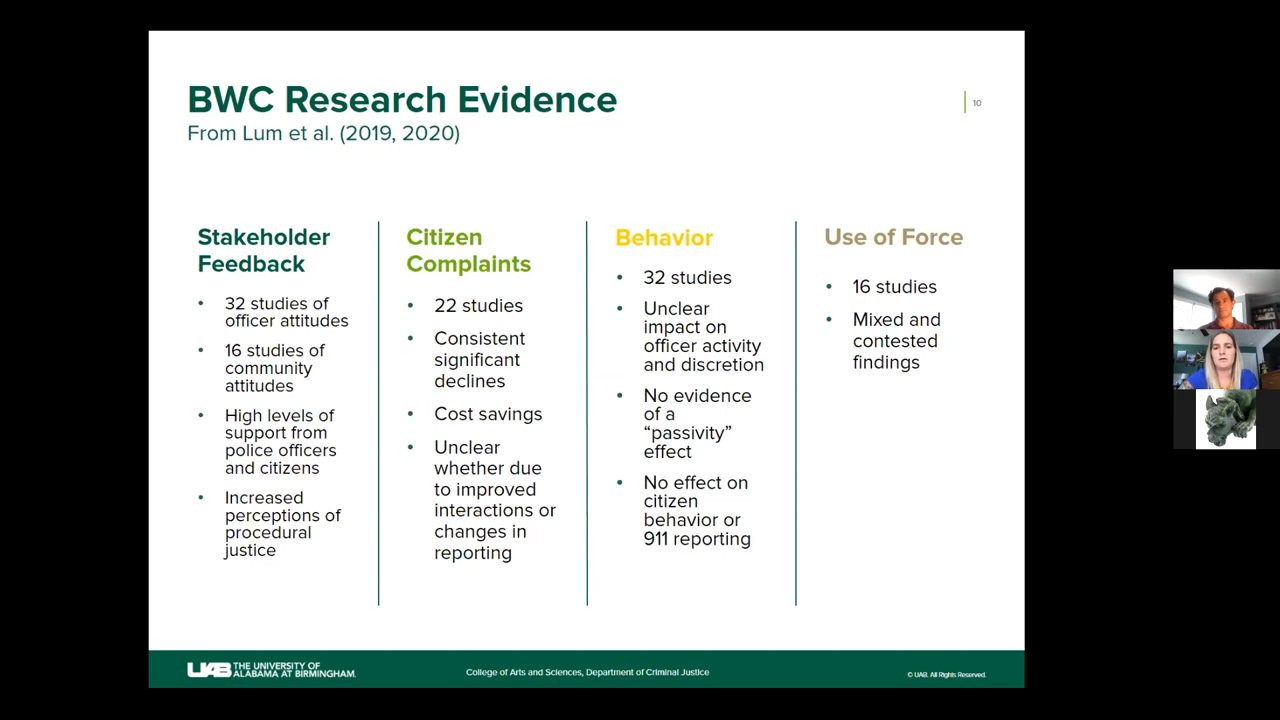 BWC Research Evidence
10
From Lum et al. (2019, 2020)
Stakeholder
Feedback
• 32 studies of
officer attitudes
• 16 studies of
community
attitudes
• High levels of
support from
police officers
and citizens
• Increased
perceptions of
procedural
justice
Citizen
Complaints
• 22 studies
• Consistent
significant
declines
• Cost savings
• Unclear
whether due
to improved
interactions or
changes in
reporting
Behavior
• 32 studies
• Unclear
impact on
officer activity
and discretion
• No evidence
of a
“passivity”
effect
• No effect on
citizen
behavior or
911 reporting
Use of Force
• 16 studies
• Mixed and
contested
findings
UAB THE UNIVERSITY OF
ALABAMA AT BIRMINGHAM.
College of Arts and Sciences, Department of Criminal Justice
© UAB. All Rights Reserved.